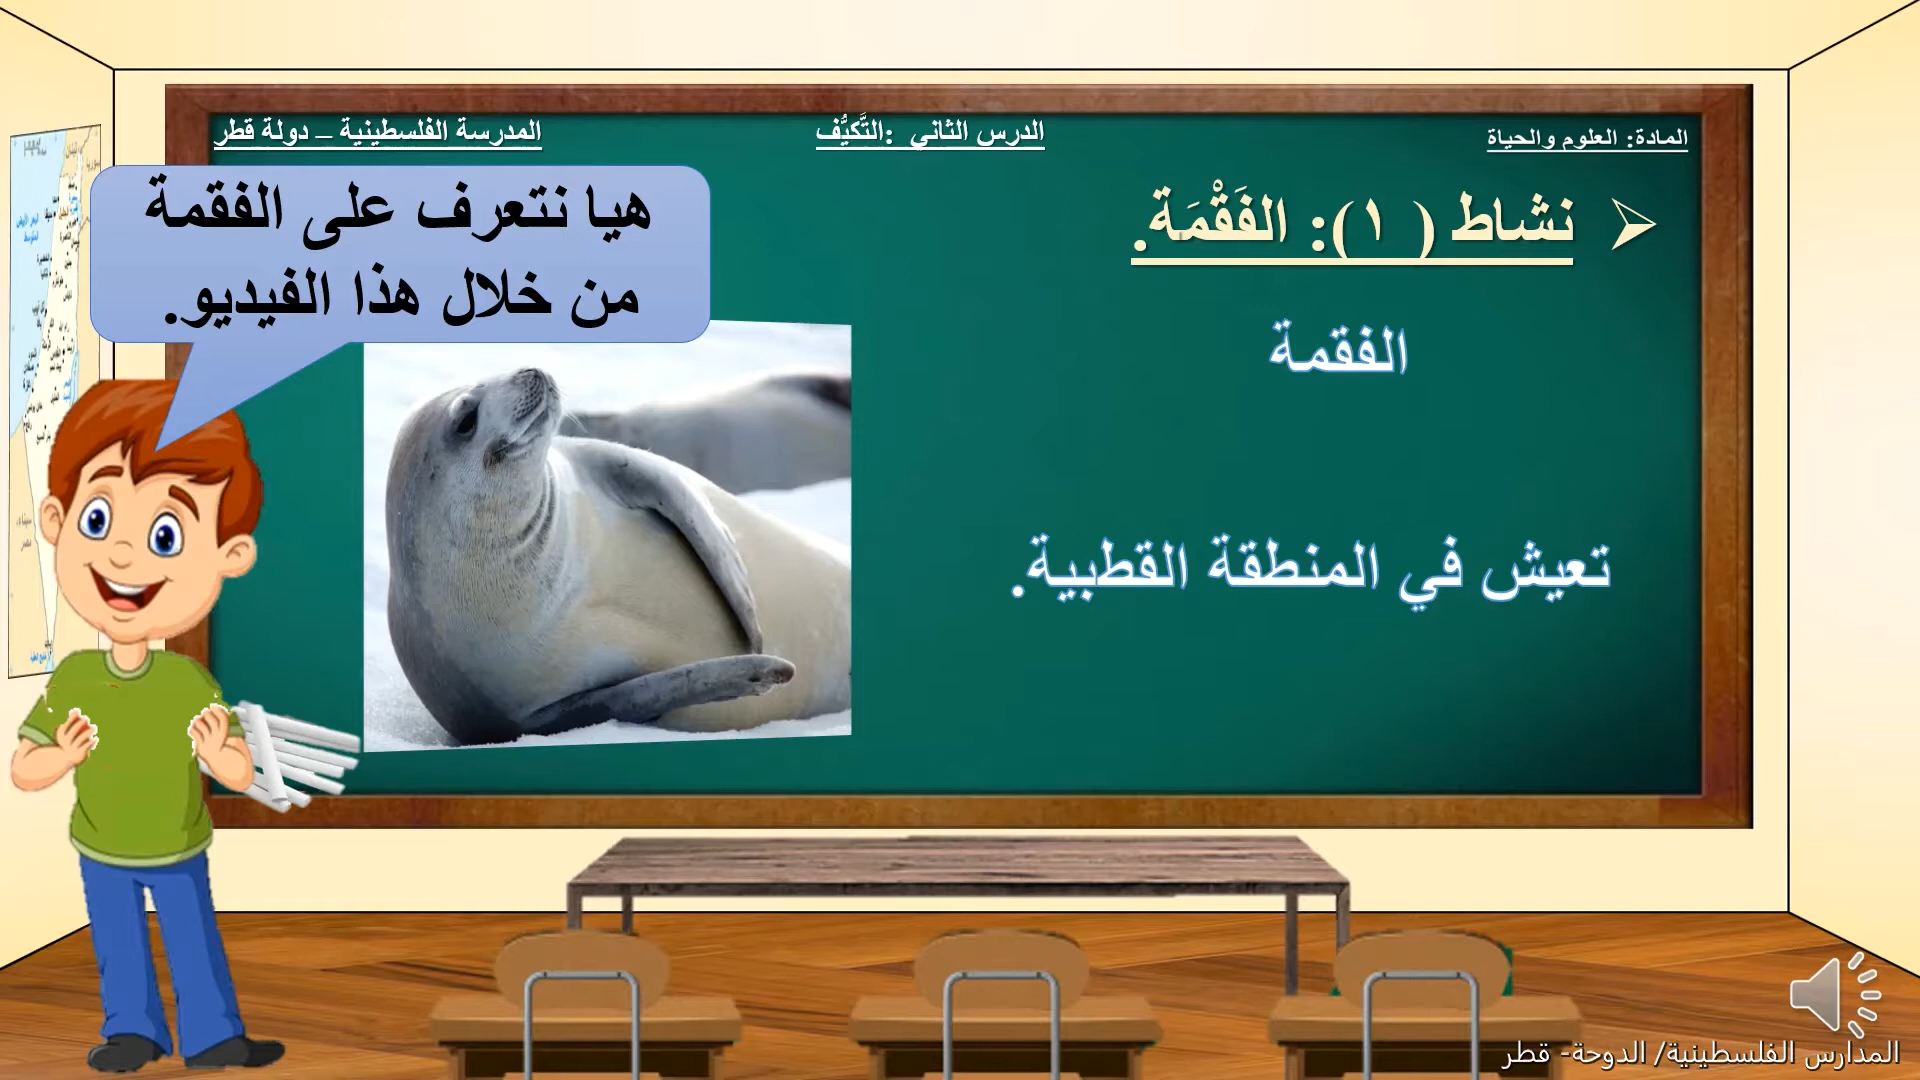 المادة: العلوم والحياة
الدرس الثاني :التَّكيُّف
المدرسة الفلسطينية – دولة قطر
نشاط ( ١ ): الفَقْمَة.
هيا نتعرف على الفقمة
من خلال هذا الفيديو.
الفقمة
تعيش في المنطقة القطبية.
المدارس الفلسطينية/ الدوحة- قطر